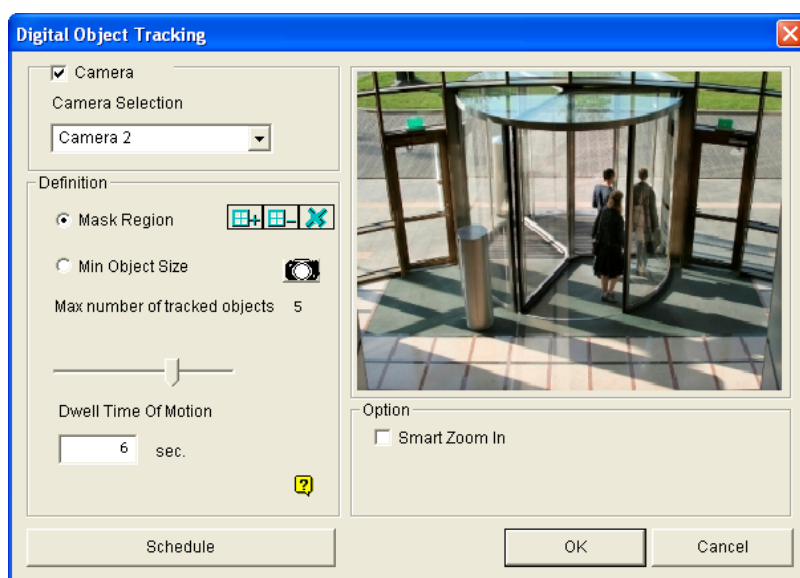 Digital Object Tracking
Camera
Camera Selection
Camera 2
Definition
Mask Region
Min Object Size
Max number of tracked objects 5
Dwell Time Of Motion
6 sec.
?
Schedule
Option
Smart Zoom In
OK
Cancel